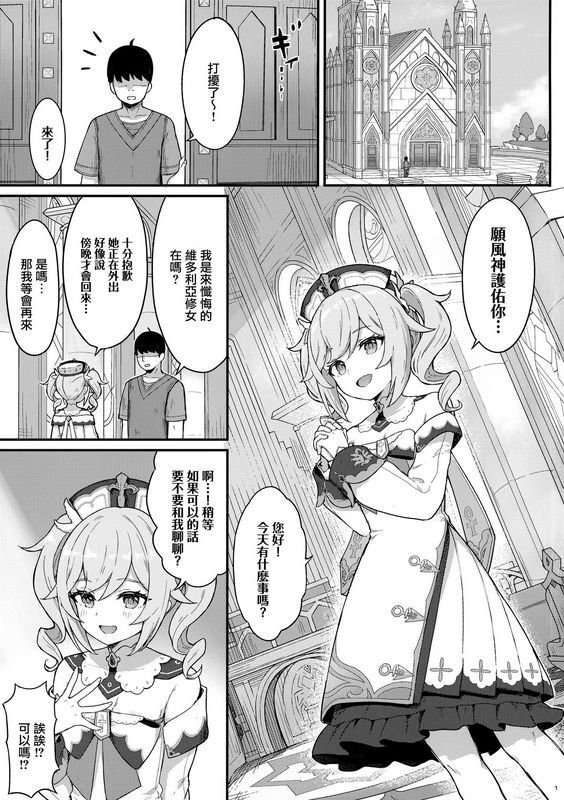 ギィ
打擾了～！
來了！
願風神護佑你…
您好！
今天有什麼事嗎？
我是來懺悔的
維多利亞修女
在嗎？
十分抱歉
她正在外出
好像說
傍晚才會回來…
是嗎…
那我等會再來
啊…！稍等
如果可以的話
要不要和我聊聊？
誒誒!?
可以嗎!?
1